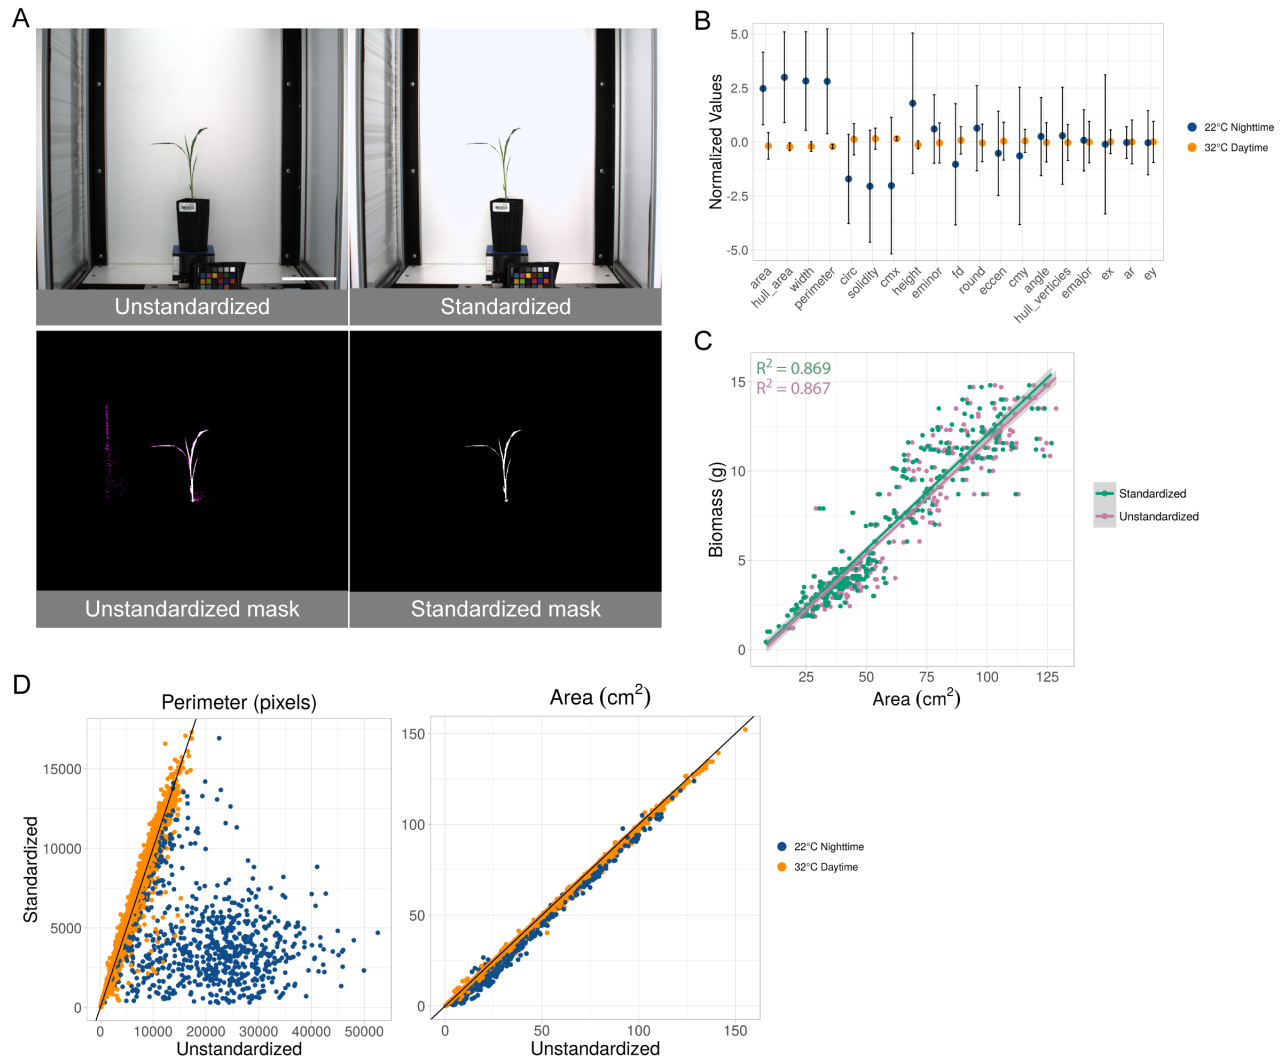 A
Unstandardized
Standardized
Unstandardized mask
Standardized mask
B
Normalized Values
5.0
2.5
0.0
-2.5
-5.0
area
hull_area
width
perimeter
circ
solidity
cmx
height
eminor
fd
round
eccen
cmy
angle
hull_verticies
emajor
ex
ar
ey
22°C Nighttime
32°C Daytime
C
R² = 0.869
R² = 0.867
Biomass (g)
15
10
5
0
25
50
75
100
125
Area (cm²)
Standardized
Unstandardized
D
Perimeter (pixels)
Standardized
15000
10000
5000
0
0
10000
20000
30000
40000
50000
Unstandardized
Area (cm²)
150
100
50
0
0
50
100
150
Unstandardized
22°C Nighttime
32°C Daytime